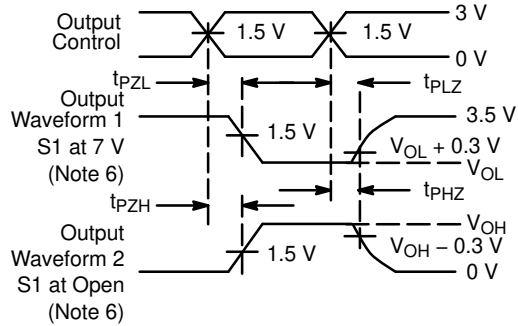 Output
Control
3 V
1.5 V
1.5 V
0 V
tPZL
tPLZ
Output
Waveform 1
S1 at 7 V
(Note 6)
3.5 V
1.5 V
VOL + 0.3 V
VOL
tPZH
tPHZ
Output
Waveform 2
S1 at Open
(Note 6)
VOH
1.5 V
VOH − 0.3 V
0 V